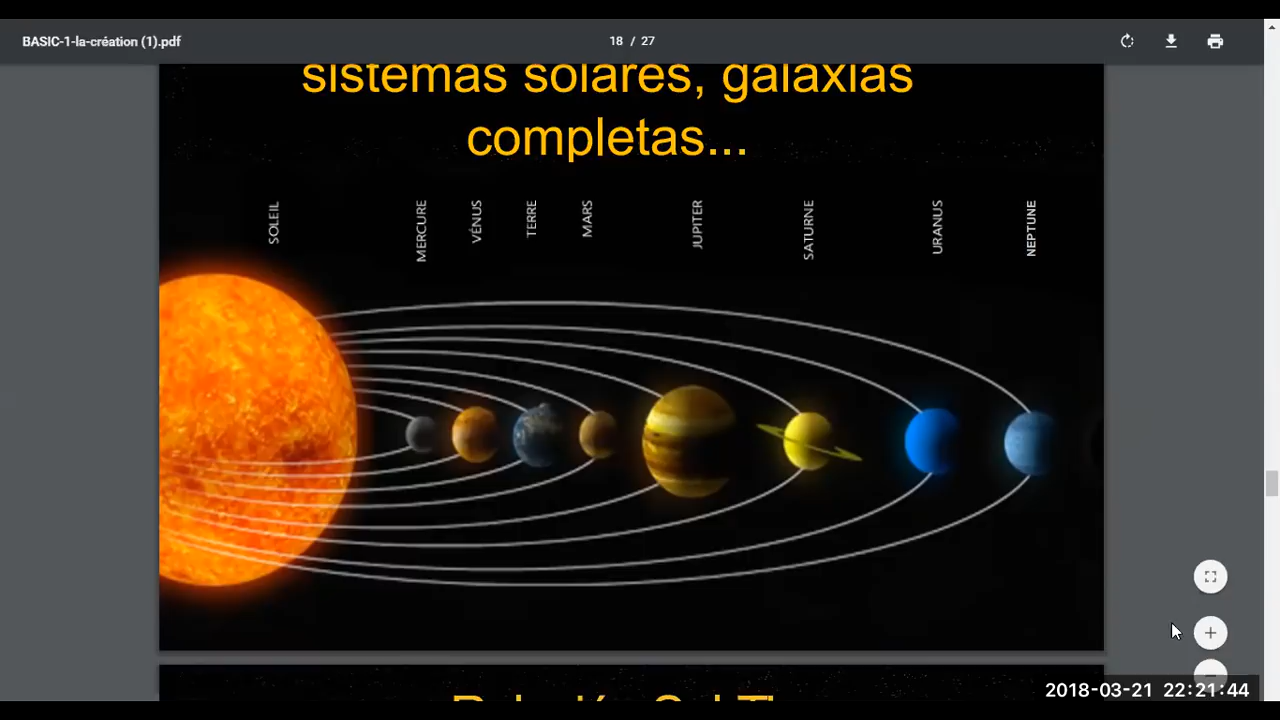 BASIC-1-la-création (1).pdf
18 / 27
sistemas solares, galaxias
completas...
SOLEIL
MERCURE
VÉNUS
TERRE
MARS
JUPITER
SATURNE
URANUS
NEPTUNE
2018-03-21 22:21:44